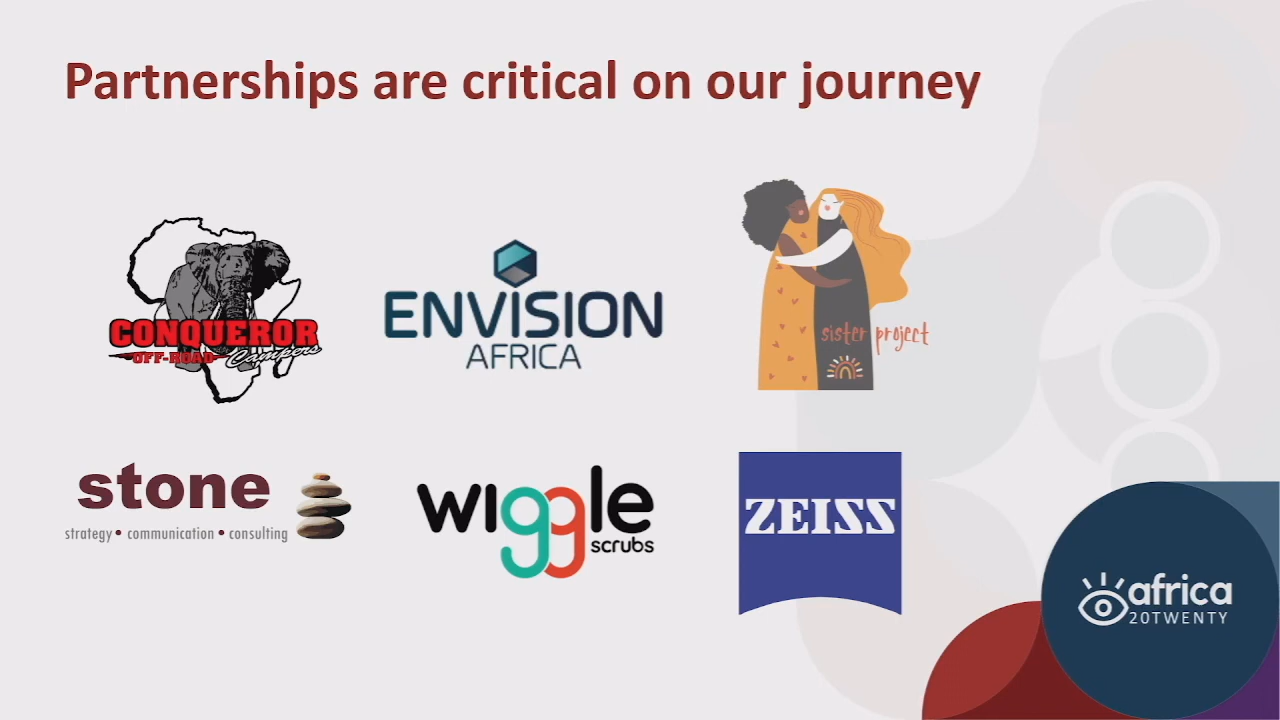 Partnerships are critical on our journey
CONQUEROR
OFF-ROAD Campers
ENVISION
AFRICA
sister project
stone
strategy • communication • consulting
wiggle
scrubs
ZEISS
africa
20TWENTY